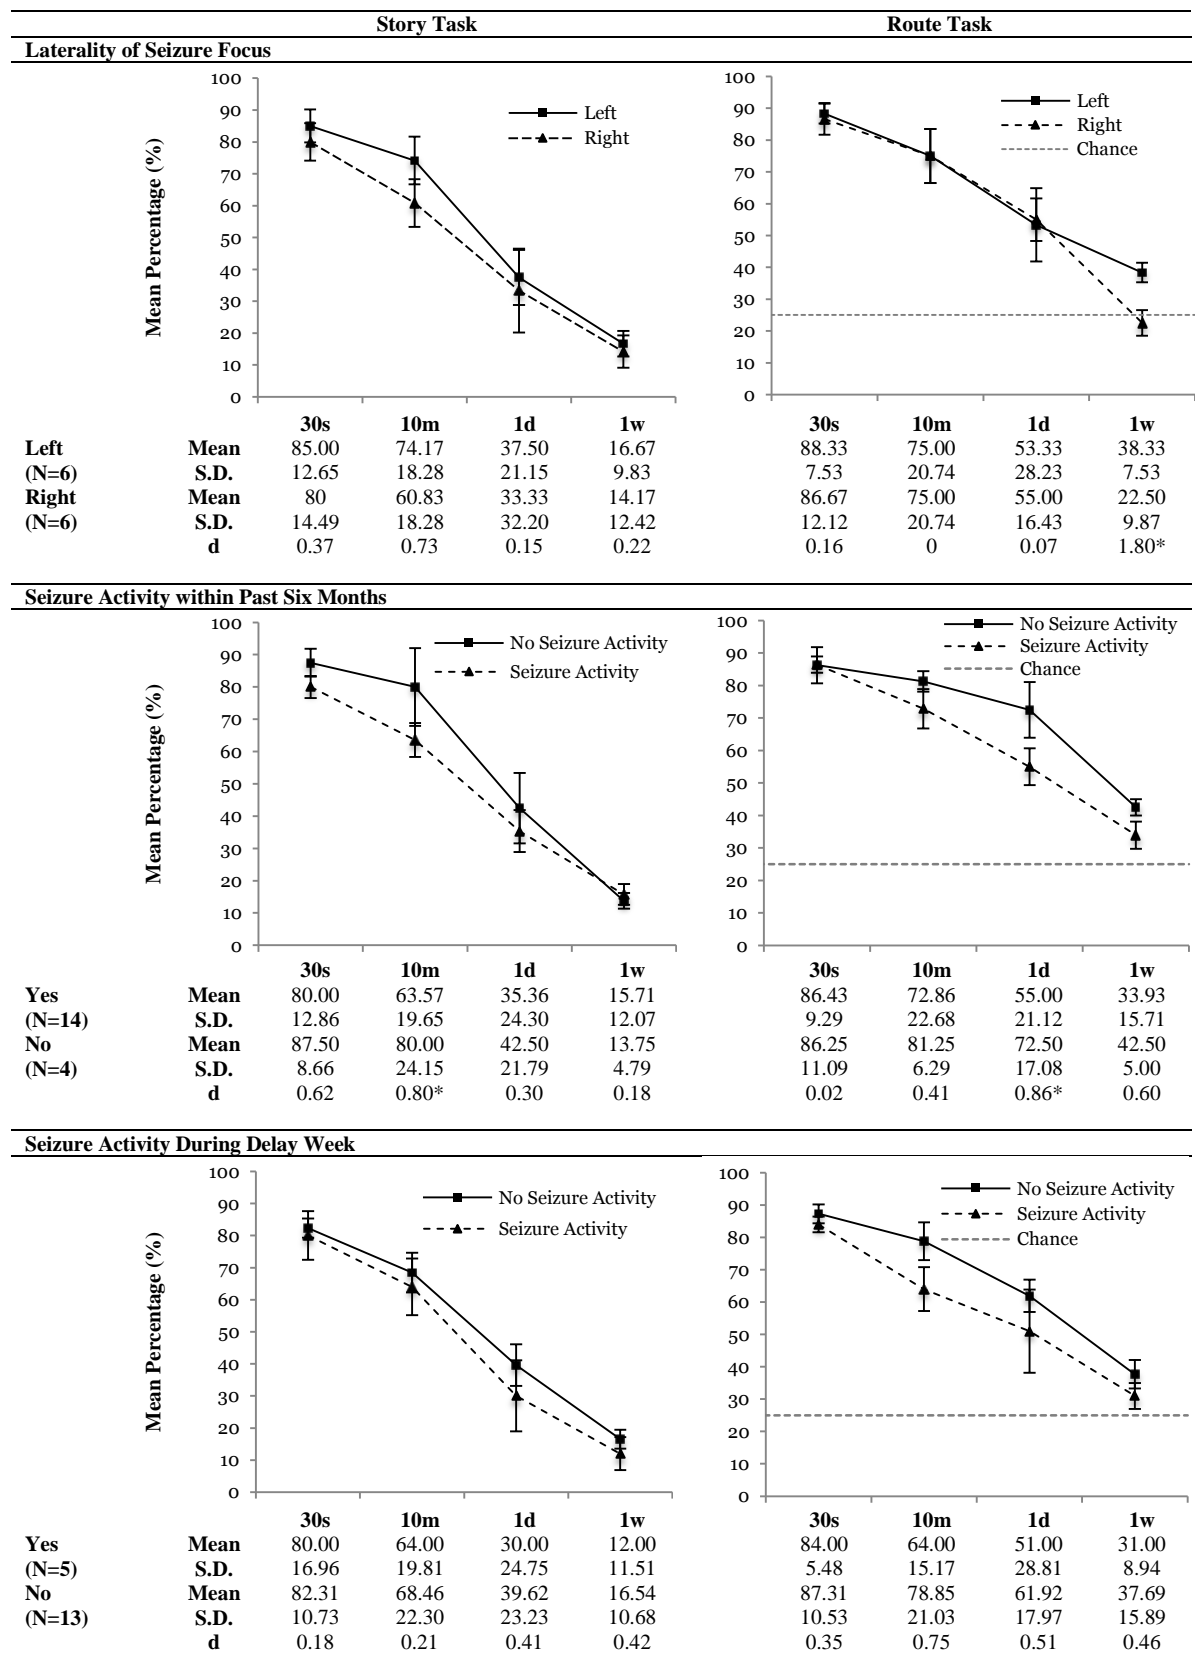 Story Task Route Task
Laterality of Seizure Focus
Mean Percentage (%)
100
90
80
70
60
50
40
30
20
10
0
Left
Right
100
90
80
70
60
50
40
30
20
10
0
Left
Right
Chance
30s 10m 1d 1w 30s 10m 1d 1w
Left Mean 85.00 74.17 37.50 16.67 88.33 75.00 53.33 38.33
(N=6) S.D. 12.65 18.28 21.15 9.83 7.53 20.74 28.23 7.53
Right Mean 80 60.83 33.33 14.17 86.67 75.00 55.00 22.50
(N=6) S.D. 14.49 18.28 32.20 12.42 12.12 20.74 16.43 9.87
d 0.37 0.73 0.15 0.22 0.16 0 0.07 1.80*
Seizure Activity within Past Six Months
Mean Percentage (%)
100
90
80
70
60
50
40
30
20
10
0
No Seizure Activity
Seizure Activity
100
90
80
70
60
50
40
30
20
10
0
No Seizure Activity
Seizure Activity
Chance
30s 10m 1d 1w 30s 10m 1d 1w
Yes Mean 80.00 63.57 35.36 15.71 86.43 72.86 55.00 33.93
(N=14) S.D. 12.86 19.65 24.30 12.07 9.29 22.68 21.12 15.71
No Mean 87.50 80.00 42.50 13.75 86.25 81.25 72.50 42.50
(N=4) S.D. 8.66 24.15 21.79 4.79 11.09 6.29 17.08 5.00
d 0.62 0.80* 0.30 0.18 0.02 0.41 0.86* 0.60
Seizure Activity During Delay Week
Mean Percentage (%)
100
90
80
70
60
50
40
30
20
10
0
No Seizure Activity
Seizure Activity
100
90
80
70
60
50
40
30
20
10
0
No Seizure Activity
Seizure Activity
Chance
30s 10m 1d 1w 30s 10m 1d 1w
Yes Mean 80.00 64.00 30.00 12.00 84.00 64.00 51.00 31.00
(N=5) S.D. 16.96 19.81 24.75 11.51 5.48 15.17 28.81 8.94
No Mean 82.31 68.46 39.62 16.54 87.31 78.85 61.92 37.69
(N=13) S.D. 10.73 22.30 23.23 10.68 10.53 21.03 17.97 15.89
d 0.18 0.21 0.41 0.42 0.35 0.75 0.51 0.46